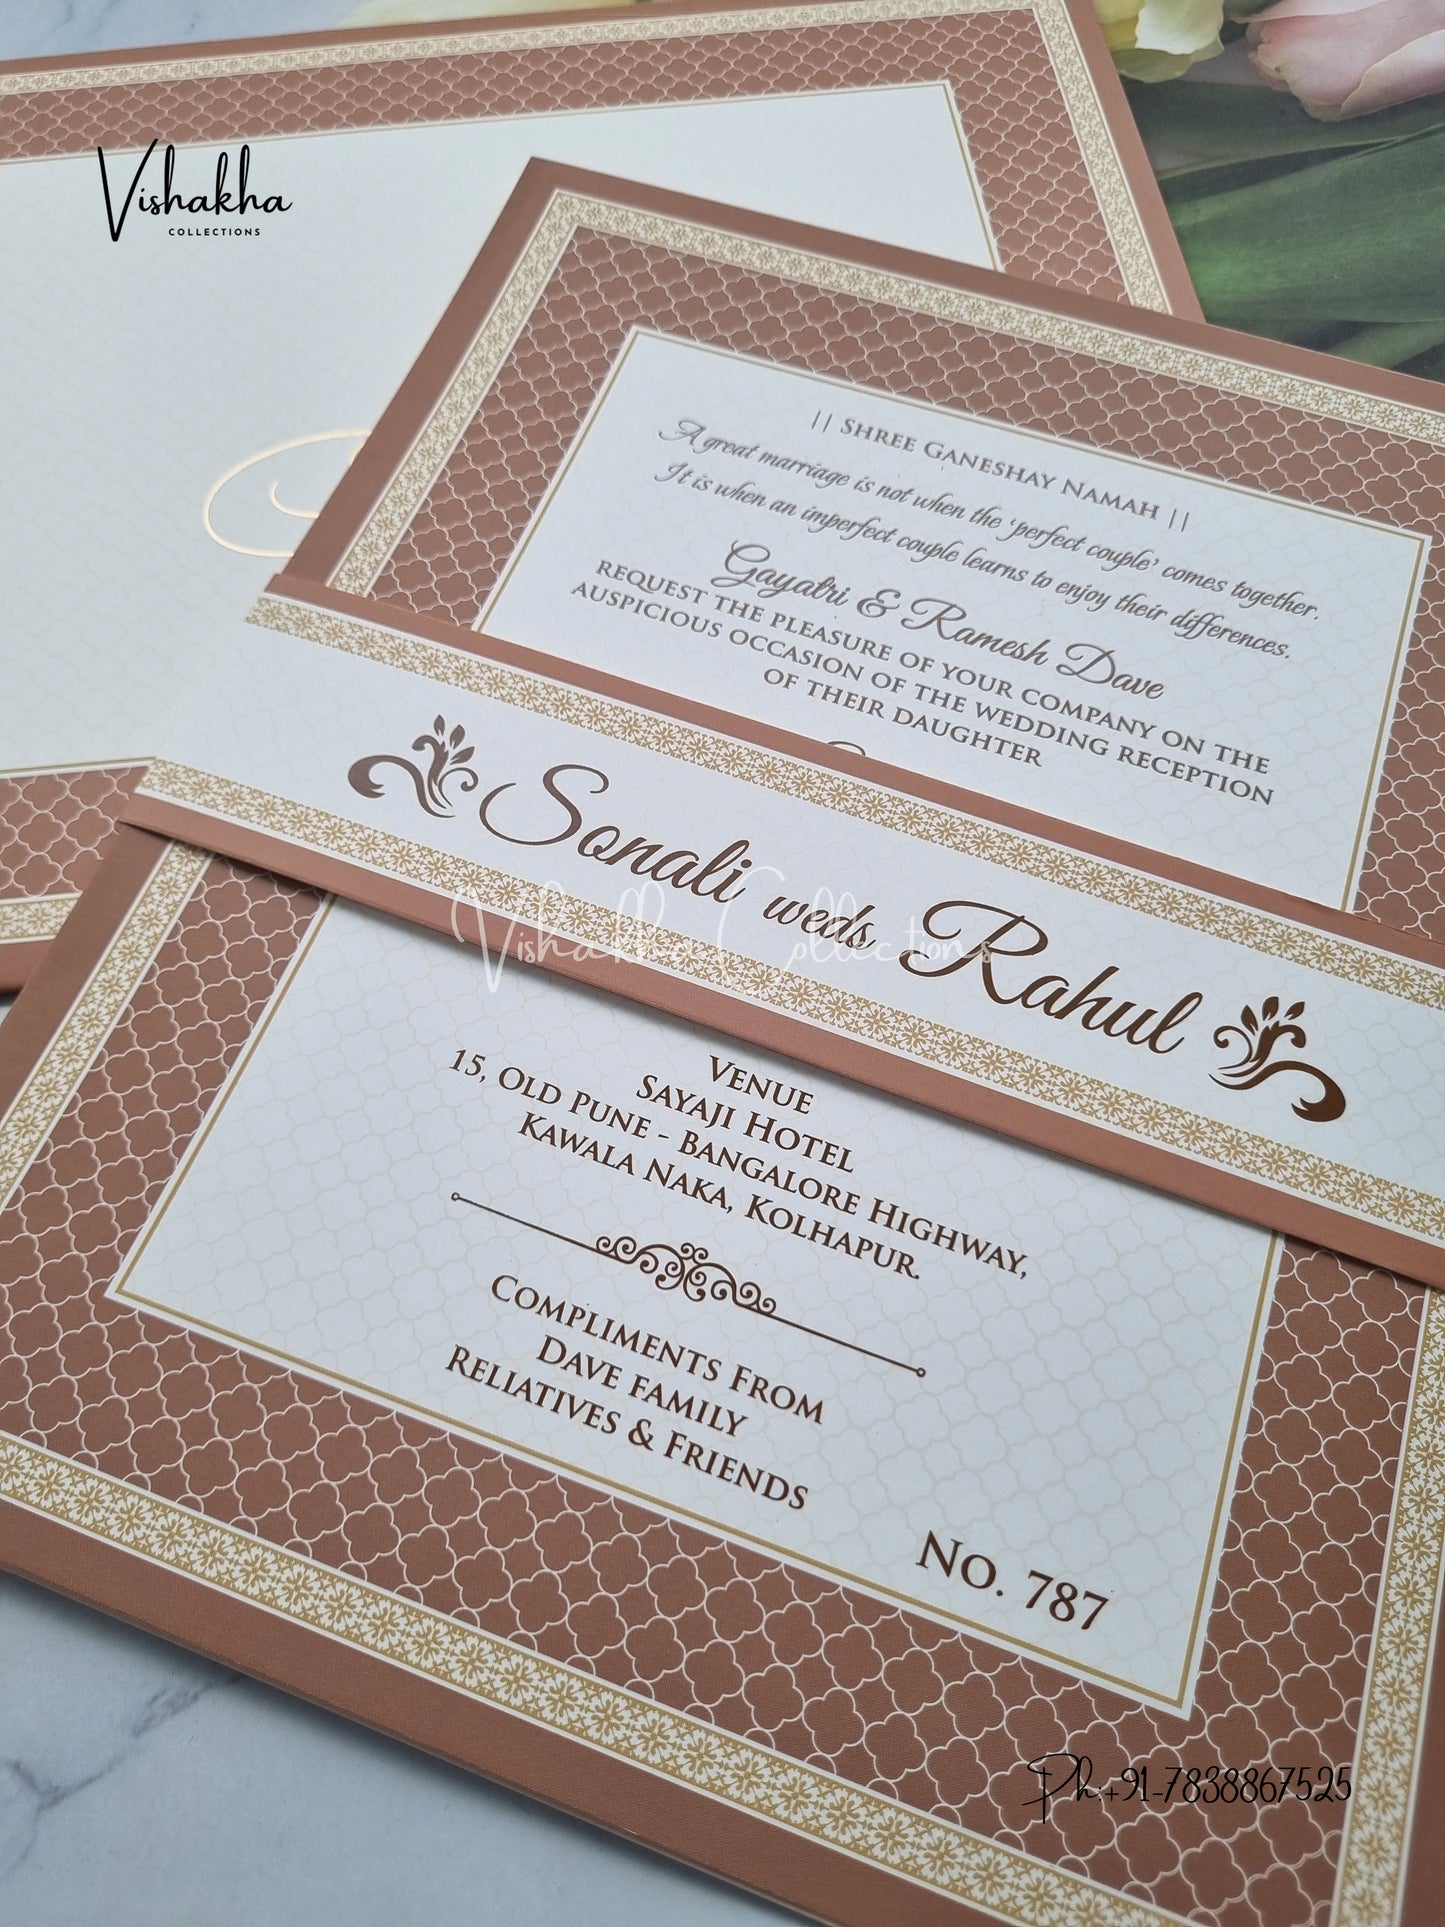 Vishakha
COLLECTIONS
|| SHREE GANESHAY NAMAH ||
A great marriage is not when the 'perfect couple' comes together.
It is when an imperfect couple learns to enjoy their differences.
Gayatri & Ramesh Dave
REQUEST THE PLEASURE OF YOUR COMPANY ON THE
AUSPICIOUS OCCASION OF THE WEDDING RECEPTION
OF THEIR DAUGHTER
Sonali weds Rahul
Vishakha Collections
VENUE
SAYAJI HOTEL
15, OLD PUNE - BANGALORE HIGHWAY,
KAWALA NAKA, KOLHAPUR.
COMPLIMENTS FROM
DAVE FAMILY
RELIATIVES & FRIENDS
NO. 787
Ph:+91-7838867525